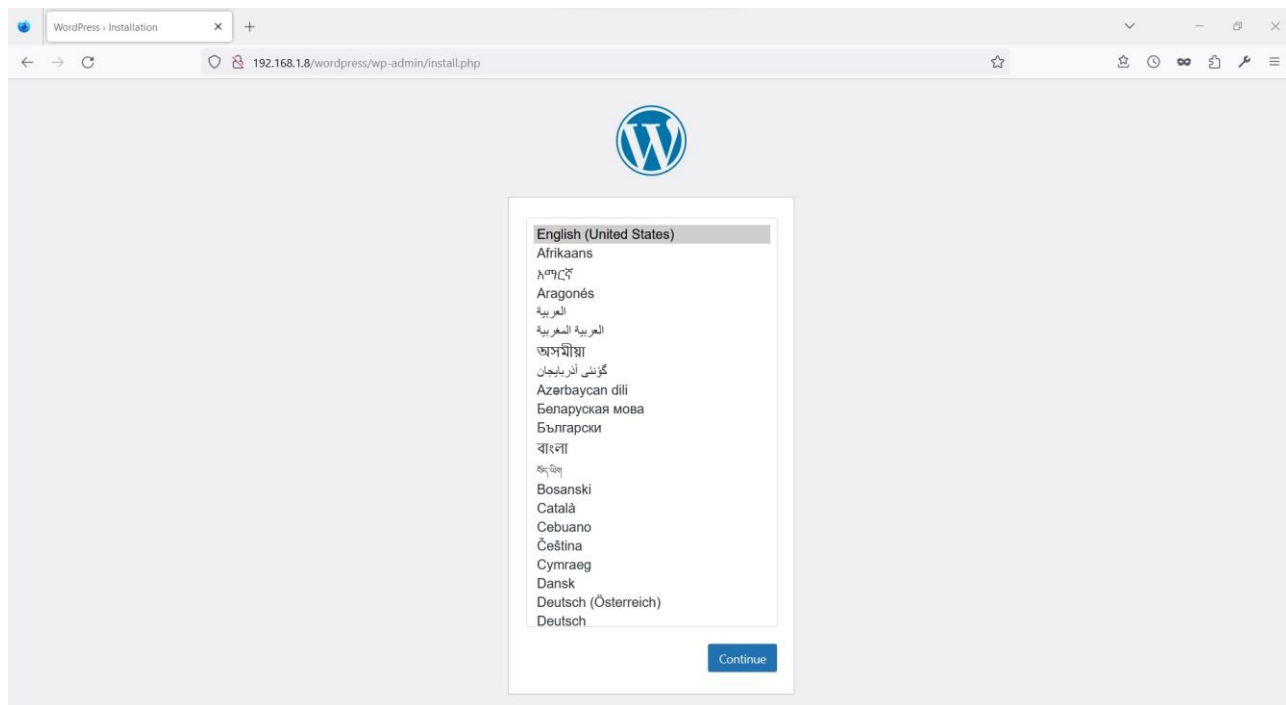 WordPress › Installation
192.168.1.8/wordpress/wp-admin/install.php
English (United States)
Afrikaans
አማርኛ
Aragonés
العربية
العربية المغربية
অসমীয়া
گؤنئی آذربایجان
Azərbaycan dili
Беларуская мова
Български
বাংলা
བོད་ཡིག
Bosanski
Català
Cebuano
Čeština
Cymraeg
Dansk
Deutsch (Österreich)
Deutsch
Continue